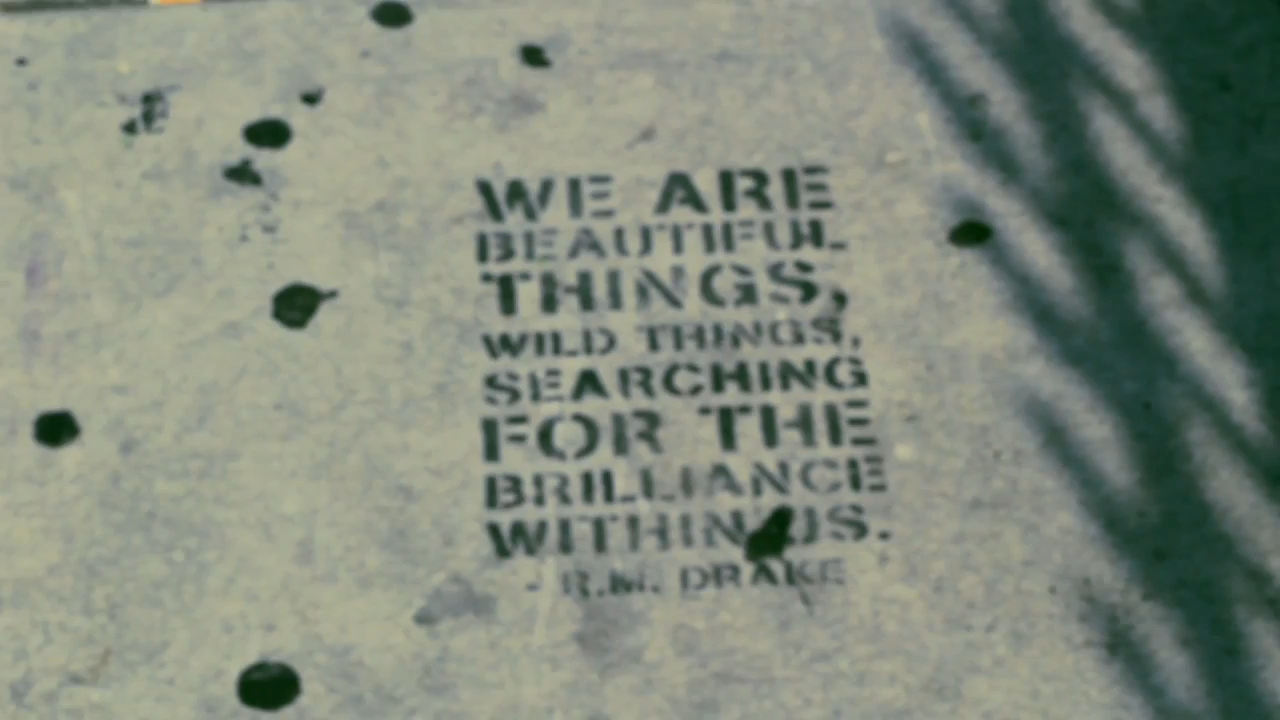 WE ARE
BEAUTIFUL
THINGS,
WILD THINGS,
SEARCHING
FOR THE
BRILLIANCE
WITHIN US.
- R.M. DRAKE